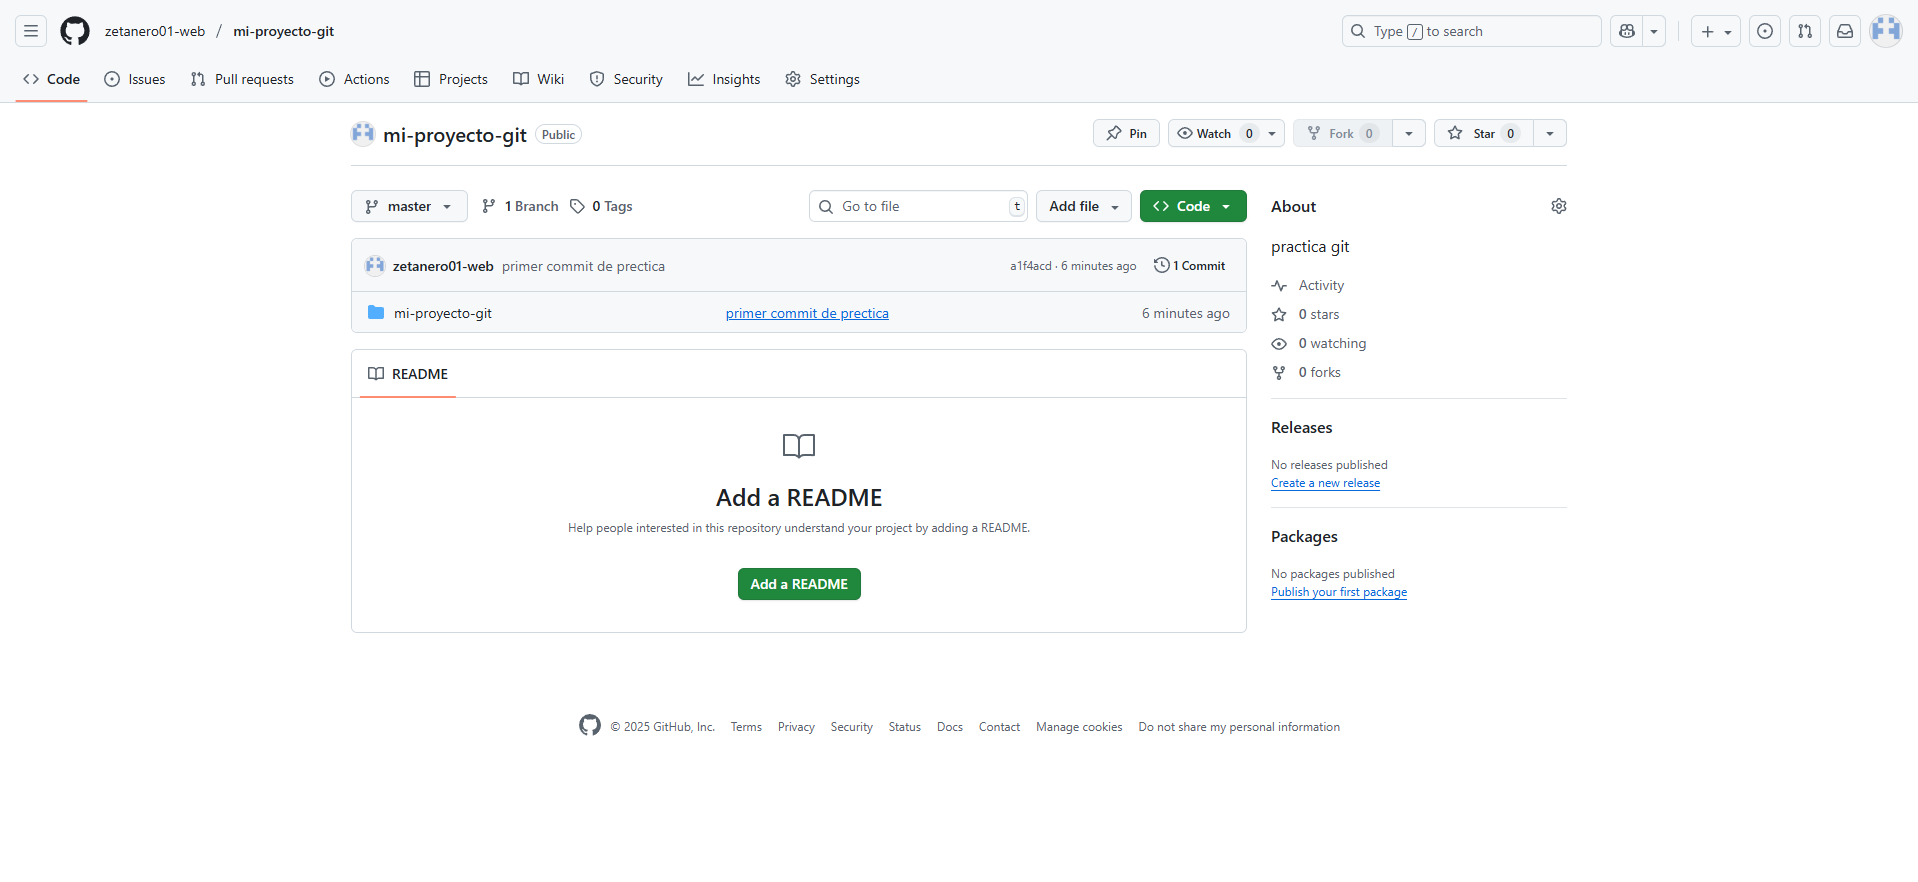 zetanero01-web / mi-proyecto-git
Type / to search
Code Issues Pull requests Actions Projects Wiki Security Insights Settings
mi-proyecto-git Public
Pin Watch 0 Fork 0 Star 0
master 1 Branch 0 Tags Go to file t Add file Code
zetanero01-web primer commit de prectica a1f4acd · 6 minutes ago 1 Commit
mi-proyecto-git primer commit de prectica 6 minutes ago
README
Add a README
Help people interested in this repository understand your project by adding a README.
Add a README
About
practica git
Activity
0 stars
0 watching
0 forks
Releases
No releases published
Create a new release
Packages
No packages published
Publish your first package
© 2025 GitHub, Inc. Terms Privacy Security Status Docs Contact Manage cookies Do not share my personal information